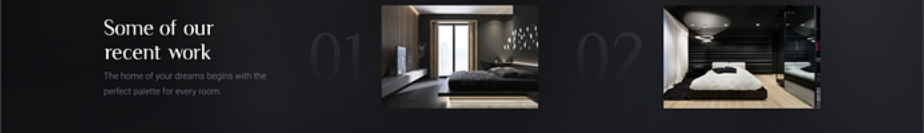 Some of our
recent work
The home of your dreams begins with the
perfect palette for every room.
01
02